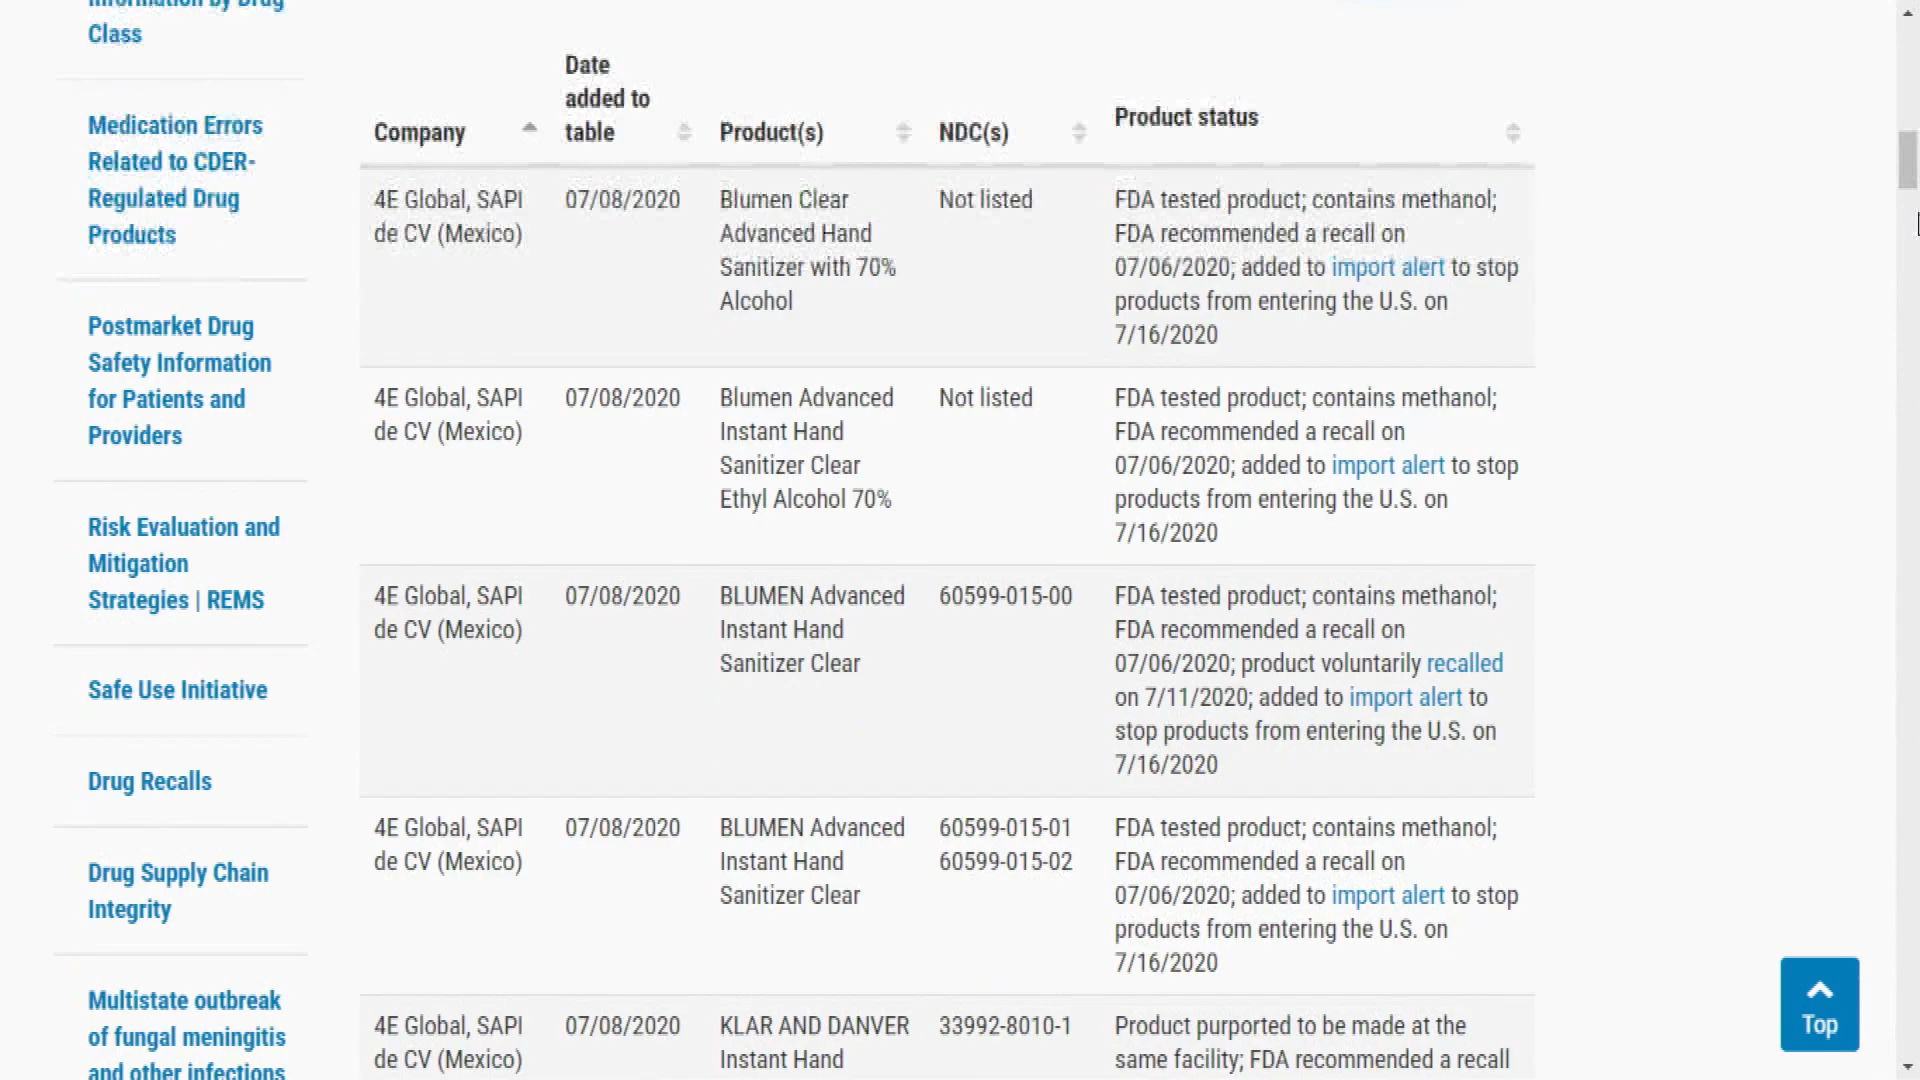 Information by Drug
Class
Medication Errors
Related to CDER-
Regulated Drug
Products
Postmarket Drug
Safety Information
for Patients and
Providers
Risk Evaluation and
Mitigation
Strategies | REMS
Safe Use Initiative
Drug Recalls
Drug Supply Chain
Integrity
Multistate outbreak
of fungal meningitis
and other infections
Company
Date
added to
table
Product(s)
NDC(s)
Product status
4E Global, SAPI
de CV (Mexico)
07/08/2020
Blumen Clear
Advanced Hand
Sanitizer with 70%
Alcohol
Not listed
FDA tested product; contains methanol;
FDA recommended a recall on
07/06/2020; added to import alert to stop
products from entering the U.S. on
7/16/2020
4E Global, SAPI
de CV (Mexico)
07/08/2020
Blumen Advanced
Instant Hand
Sanitizer Clear
Ethyl Alcohol 70%
Not listed
FDA tested product; contains methanol;
FDA recommended a recall on
07/06/2020; added to import alert to stop
products from entering the U.S. on
7/16/2020
4E Global, SAPI
de CV (Mexico)
07/08/2020
BLUMEN Advanced
Instant Hand
Sanitizer Clear
60599-015-00
FDA tested product; contains methanol;
FDA recommended a recall on
07/06/2020; product voluntarily recalled
on 7/11/2020; added to import alert to
stop products from entering the U.S. on
7/16/2020
4E Global, SAPI
de CV (Mexico)
07/08/2020
BLUMEN Advanced
Instant Hand
Sanitizer Clear
60599-015-01
60599-015-02
FDA tested product; contains methanol;
FDA recommended a recall on
07/06/2020; added to import alert to stop
products from entering the U.S. on
7/16/2020
4E Global, SAPI
de CV (Mexico)
07/08/2020
KLAR AND DANVER
Instant Hand
33992-8010-1
Product purported to be made at the
same facility; FDA recommended a recall
Top